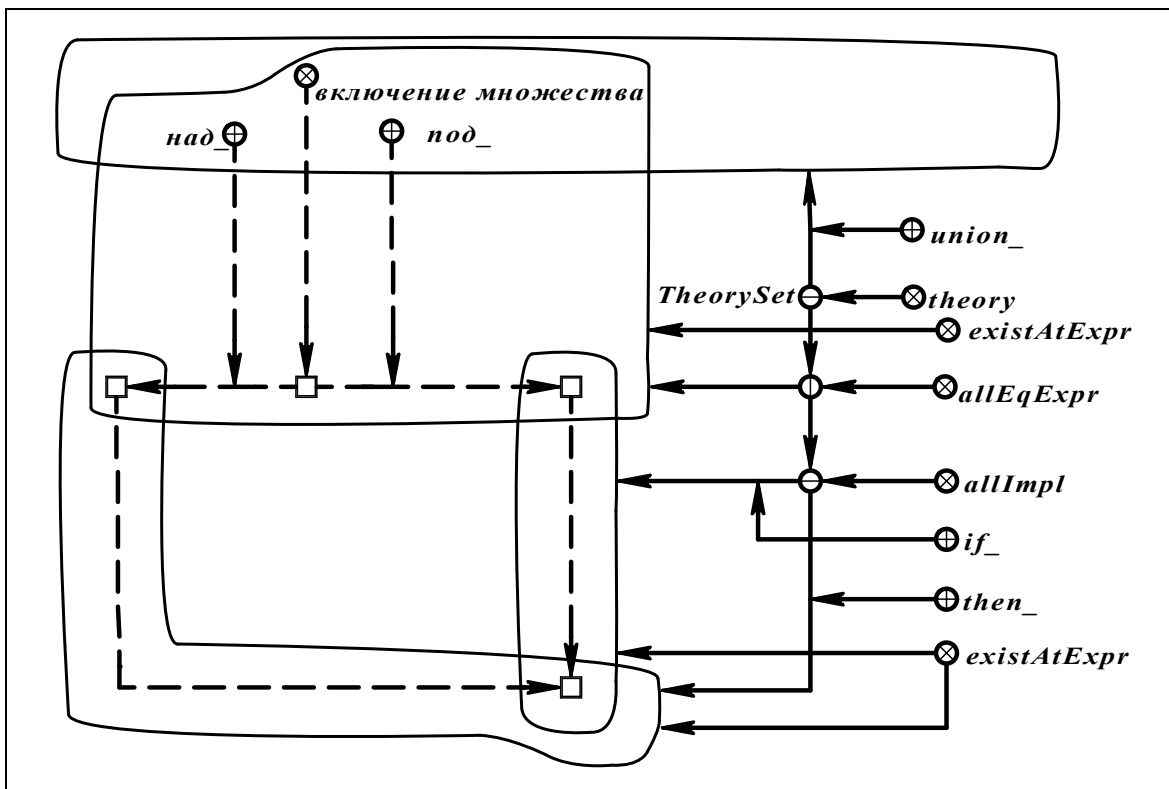 включение множества
над_
под_
union_
TheorySet
theory
existAtExpr
allEqExpr
allImpl
if_
then_
existAtExpr